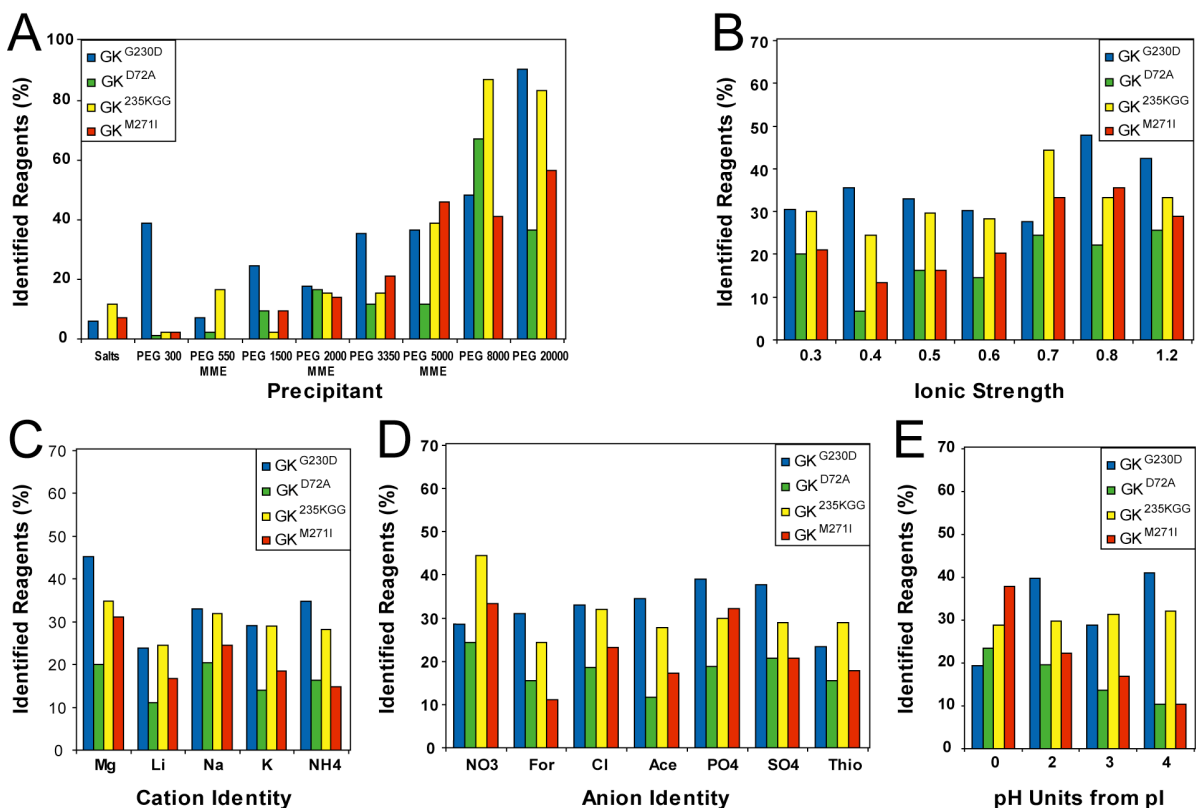 A
Identified Reagents (%)
100
80
60
40
20
0
GK G230D
GK D72A
GK 235KGG
GK M271I
Salts PEG 300 PEG 550 PEG 1500 PEG 2000 PEG 3350 PEG 5000 PEG 8000 PEG 20000
MME MME MME
Precipitant
B
Identified Reagents (%)
70
60
50
40
30
20
10
0
GK G230D
GK D72A
GK 235KGG
GK M271I
0.3 0.4 0.5 0.6 0.7 0.8 1.2
Ionic Strength
C
Identified Reagents (%)
70
60
50
40
30
20
10
0
GK G230D
GK D72A
GK 235KGG
GK M271I
Mg Li Na K NH4
Cation Identity
D
Identified Reagents (%)
70
60
50
40
30
20
10
0
GK G230D
GK D72A
GK 235KGG
GK M271I
NO3 For Cl Ace PO4 SO4 Thio
Anion Identity
E
Identified Reagents (%)
70
60
50
40
30
20
10
0
GK G230D
GK D72A
GK 235KGG
GK M271I
0 2 3 4
pH Units from pI